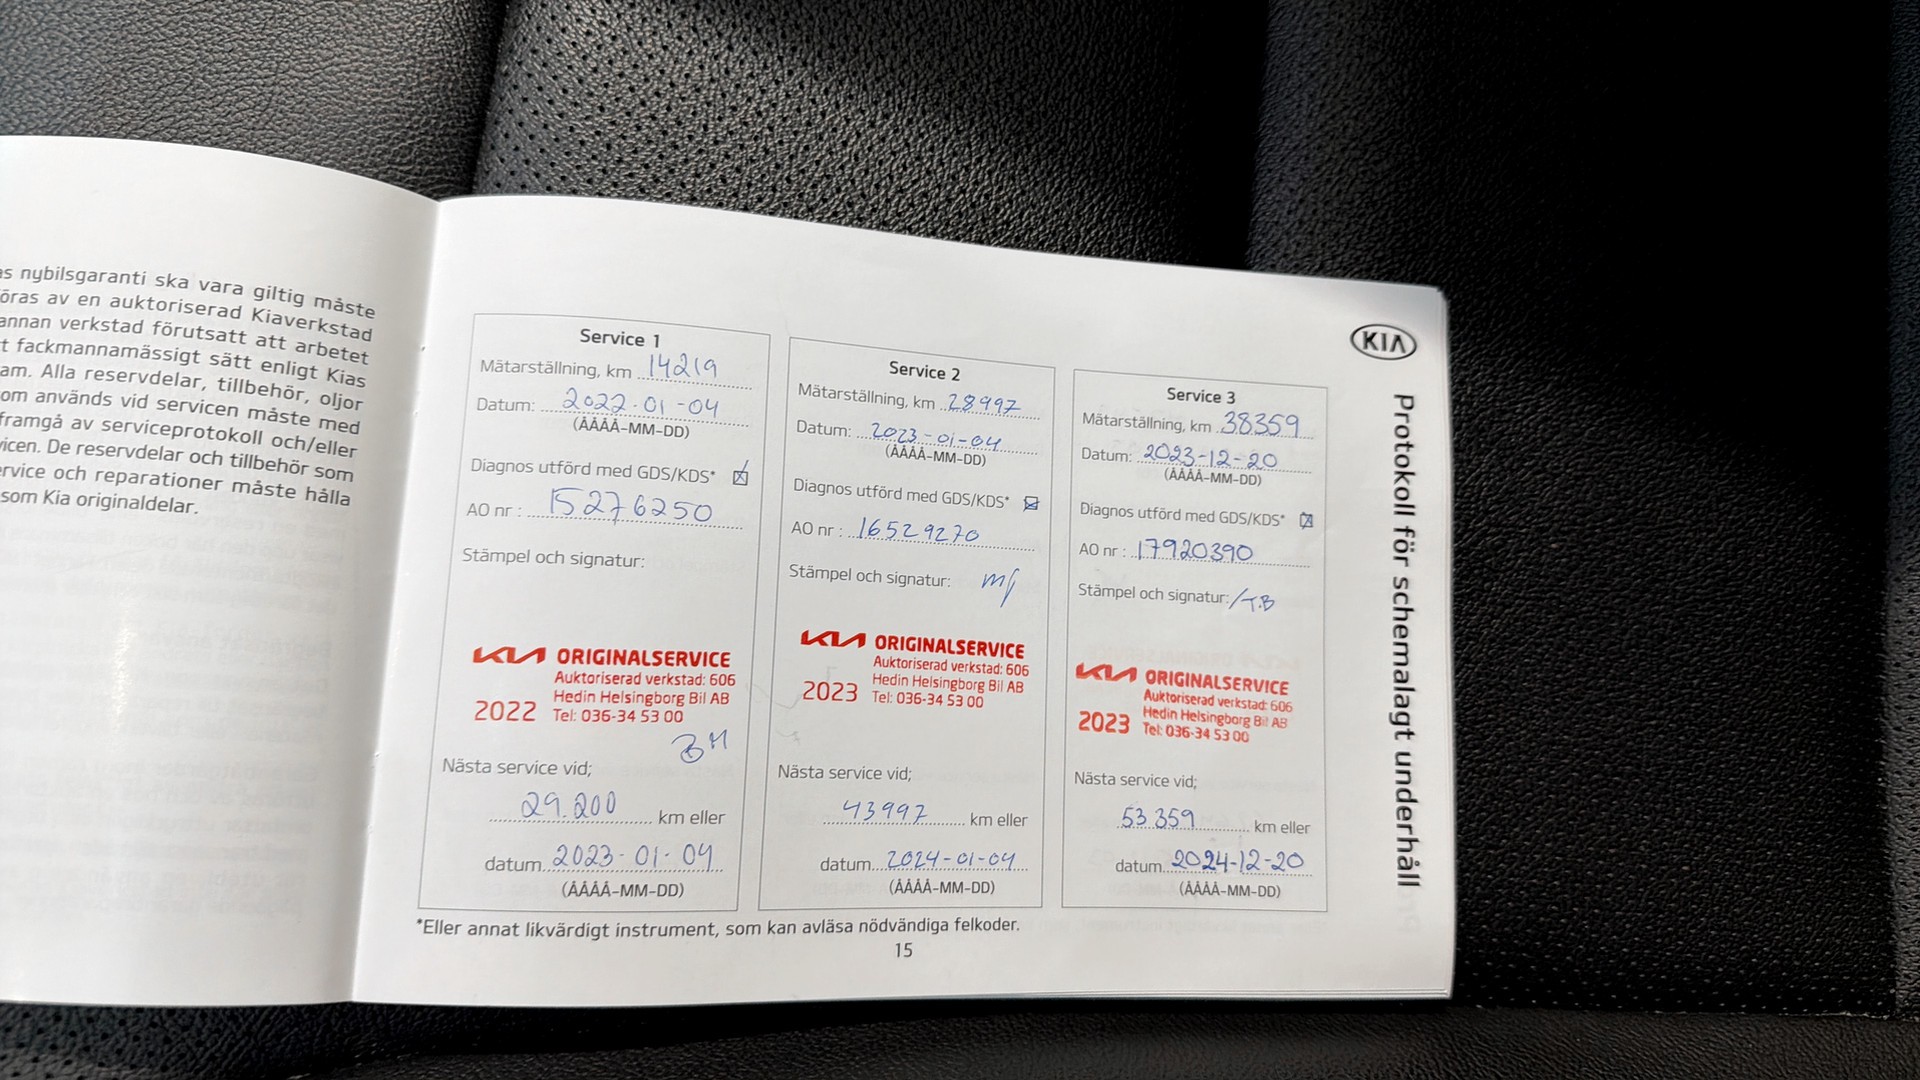 as nybilsgaranti ska vara giltig måste
öras av en auktoriserad Kiaverkstad
annan verkstad förutsatt att arbetet
t fackmannamässigt sätt enligt Kias
am. Alla reservdelar, tillbehör, oljor
om används vid servicen måste med
framgå av serviceprotokoll och/eller
vicen. De reservdelar och tillbehör som
rvice och reparationer måste hålla
som Kia originaldelar.
Service 1
Mätarställning, km 14219
Datum: 2022-01-04
(ÅÅÅÅ-MM-DD)
Diagnos utförd med GDS/KDS*
AO nr : 15276250
Stämpel och signatur:
KIA ORIGINALSERVICE
Auktoriserad verkstad: 606
Hedin Helsingborg Bil AB
2022 Tel: 036-34 53 00
BM
Nästa service vid;
29.200 km eller
datum 2023-01-04
(ÅÅÅÅ-MM-DD)
Service 2
Mätarställning, km 28997
Datum: 2023-01-04
(ÅÅÅÅ-MM-DD)
Diagnos utförd med GDS/KDS*
AO nr : 16529270
Stämpel och signatur:
KIA ORIGINALSERVICE
Auktoriserad verkstad: 606
2023 Hedin Helsingborg Bil AB
Tel: 036-34 53 00
Nästa service vid;
43997 km eller
datum 2024-01-04
(ÅÅÅÅ-MM-DD)
Service 3
Mätarställning, km 38359
Datum: 2023-12-20
(ÅÅÅÅ-MM-DD)
Diagnos utförd med GDS/KDS*
AO nr : 17920390
Stämpel och signatur: /T.B
KIA ORIGINALSERVICE
Auktoriserad verkstad: 606
Hedin Helsingborg Bil AB
2023 Tel: 036-34 53 00
Nästa service vid;
53359 km eller
datum 2024-12-20
(ÅÅÅÅ-MM-DD)
*Eller annat likvärdigt instrument, som kan avläsa nödvändiga felkoder.
15
KIA
Protokoll för schemalagt underhåll